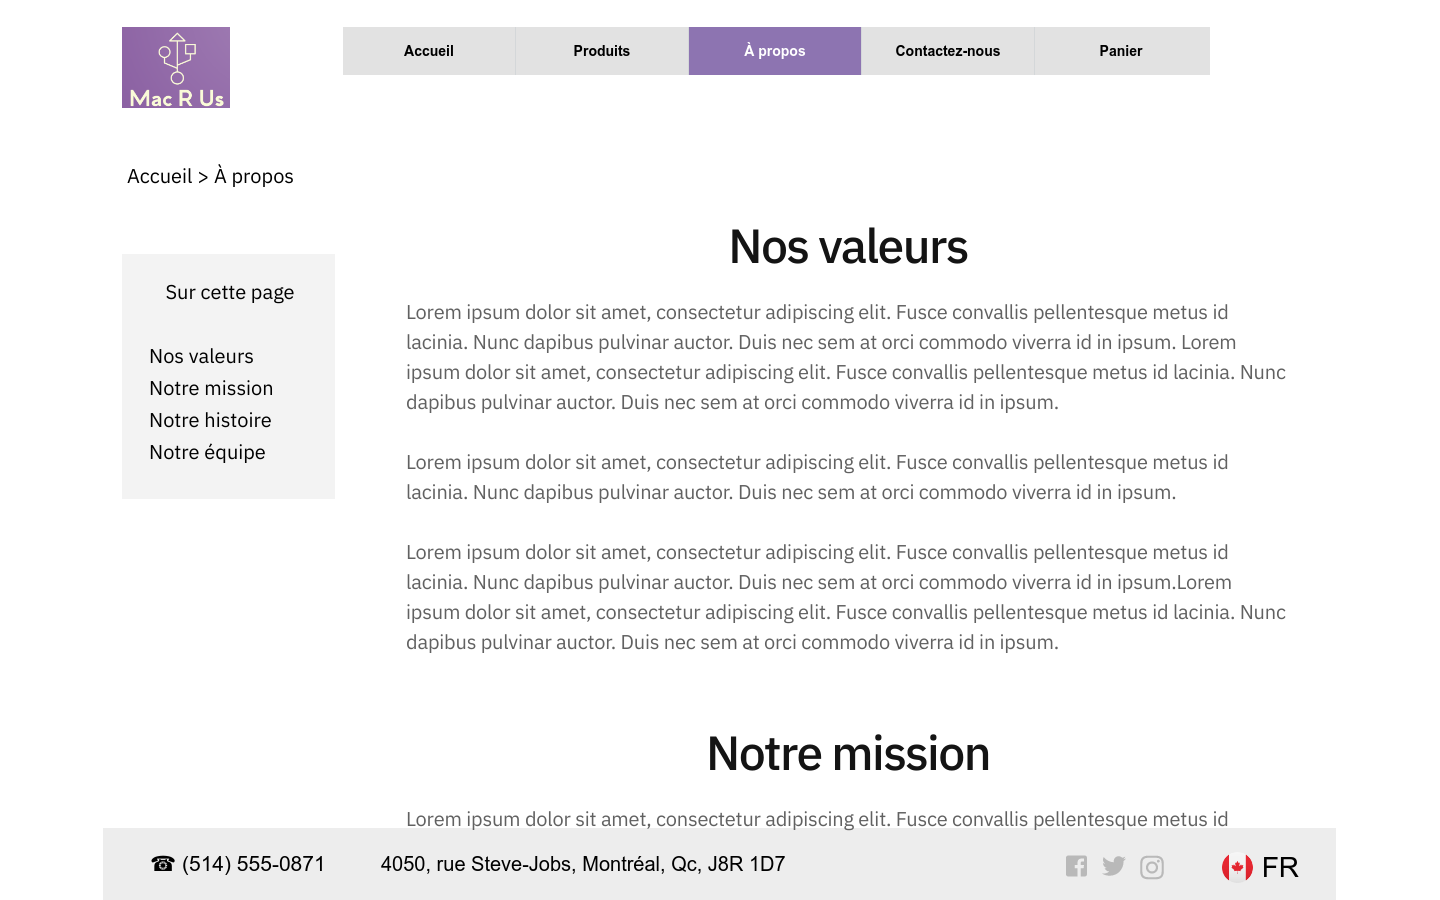 Mac R Us
Accueil
Produits
À propos
Contactez-nous
Panier
Accueil > À propos
Sur cette page
Nos valeurs
Notre mission
Notre histoire
Notre équipe
Nos valeurs
Lorem ipsum dolor sit amet, consectetur adipiscing elit. Fusce convallis pellentesque metus id
lacinia. Nunc dapibus pulvinar auctor. Duis nec sem at orci commodo viverra id in ipsum. Lorem
ipsum dolor sit amet, consectetur adipiscing elit. Fusce convallis pellentesque metus id lacinia. Nunc
dapibus pulvinar auctor. Duis nec sem at orci commodo viverra id in ipsum.
Lorem ipsum dolor sit amet, consectetur adipiscing elit. Fusce convallis pellentesque metus id
lacinia. Nunc dapibus pulvinar auctor. Duis nec sem at orci commodo viverra id in ipsum.
Lorem ipsum dolor sit amet, consectetur adipiscing elit. Fusce convallis pellentesque metus id
lacinia. Nunc dapibus pulvinar auctor. Duis nec sem at orci commodo viverra id in ipsum.Lorem
ipsum dolor sit amet, consectetur adipiscing elit. Fusce convallis pellentesque metus id lacinia. Nunc
dapibus pulvinar auctor. Duis nec sem at orci commodo viverra id in ipsum.
Notre mission
Lorem ipsum dolor sit amet, consectetur adipiscing elit. Fusce convallis pellentesque metus id
☎ (514) 555-0871
4050, rue Steve-Jobs, Montréal, Qc, J8R 1D7
FR